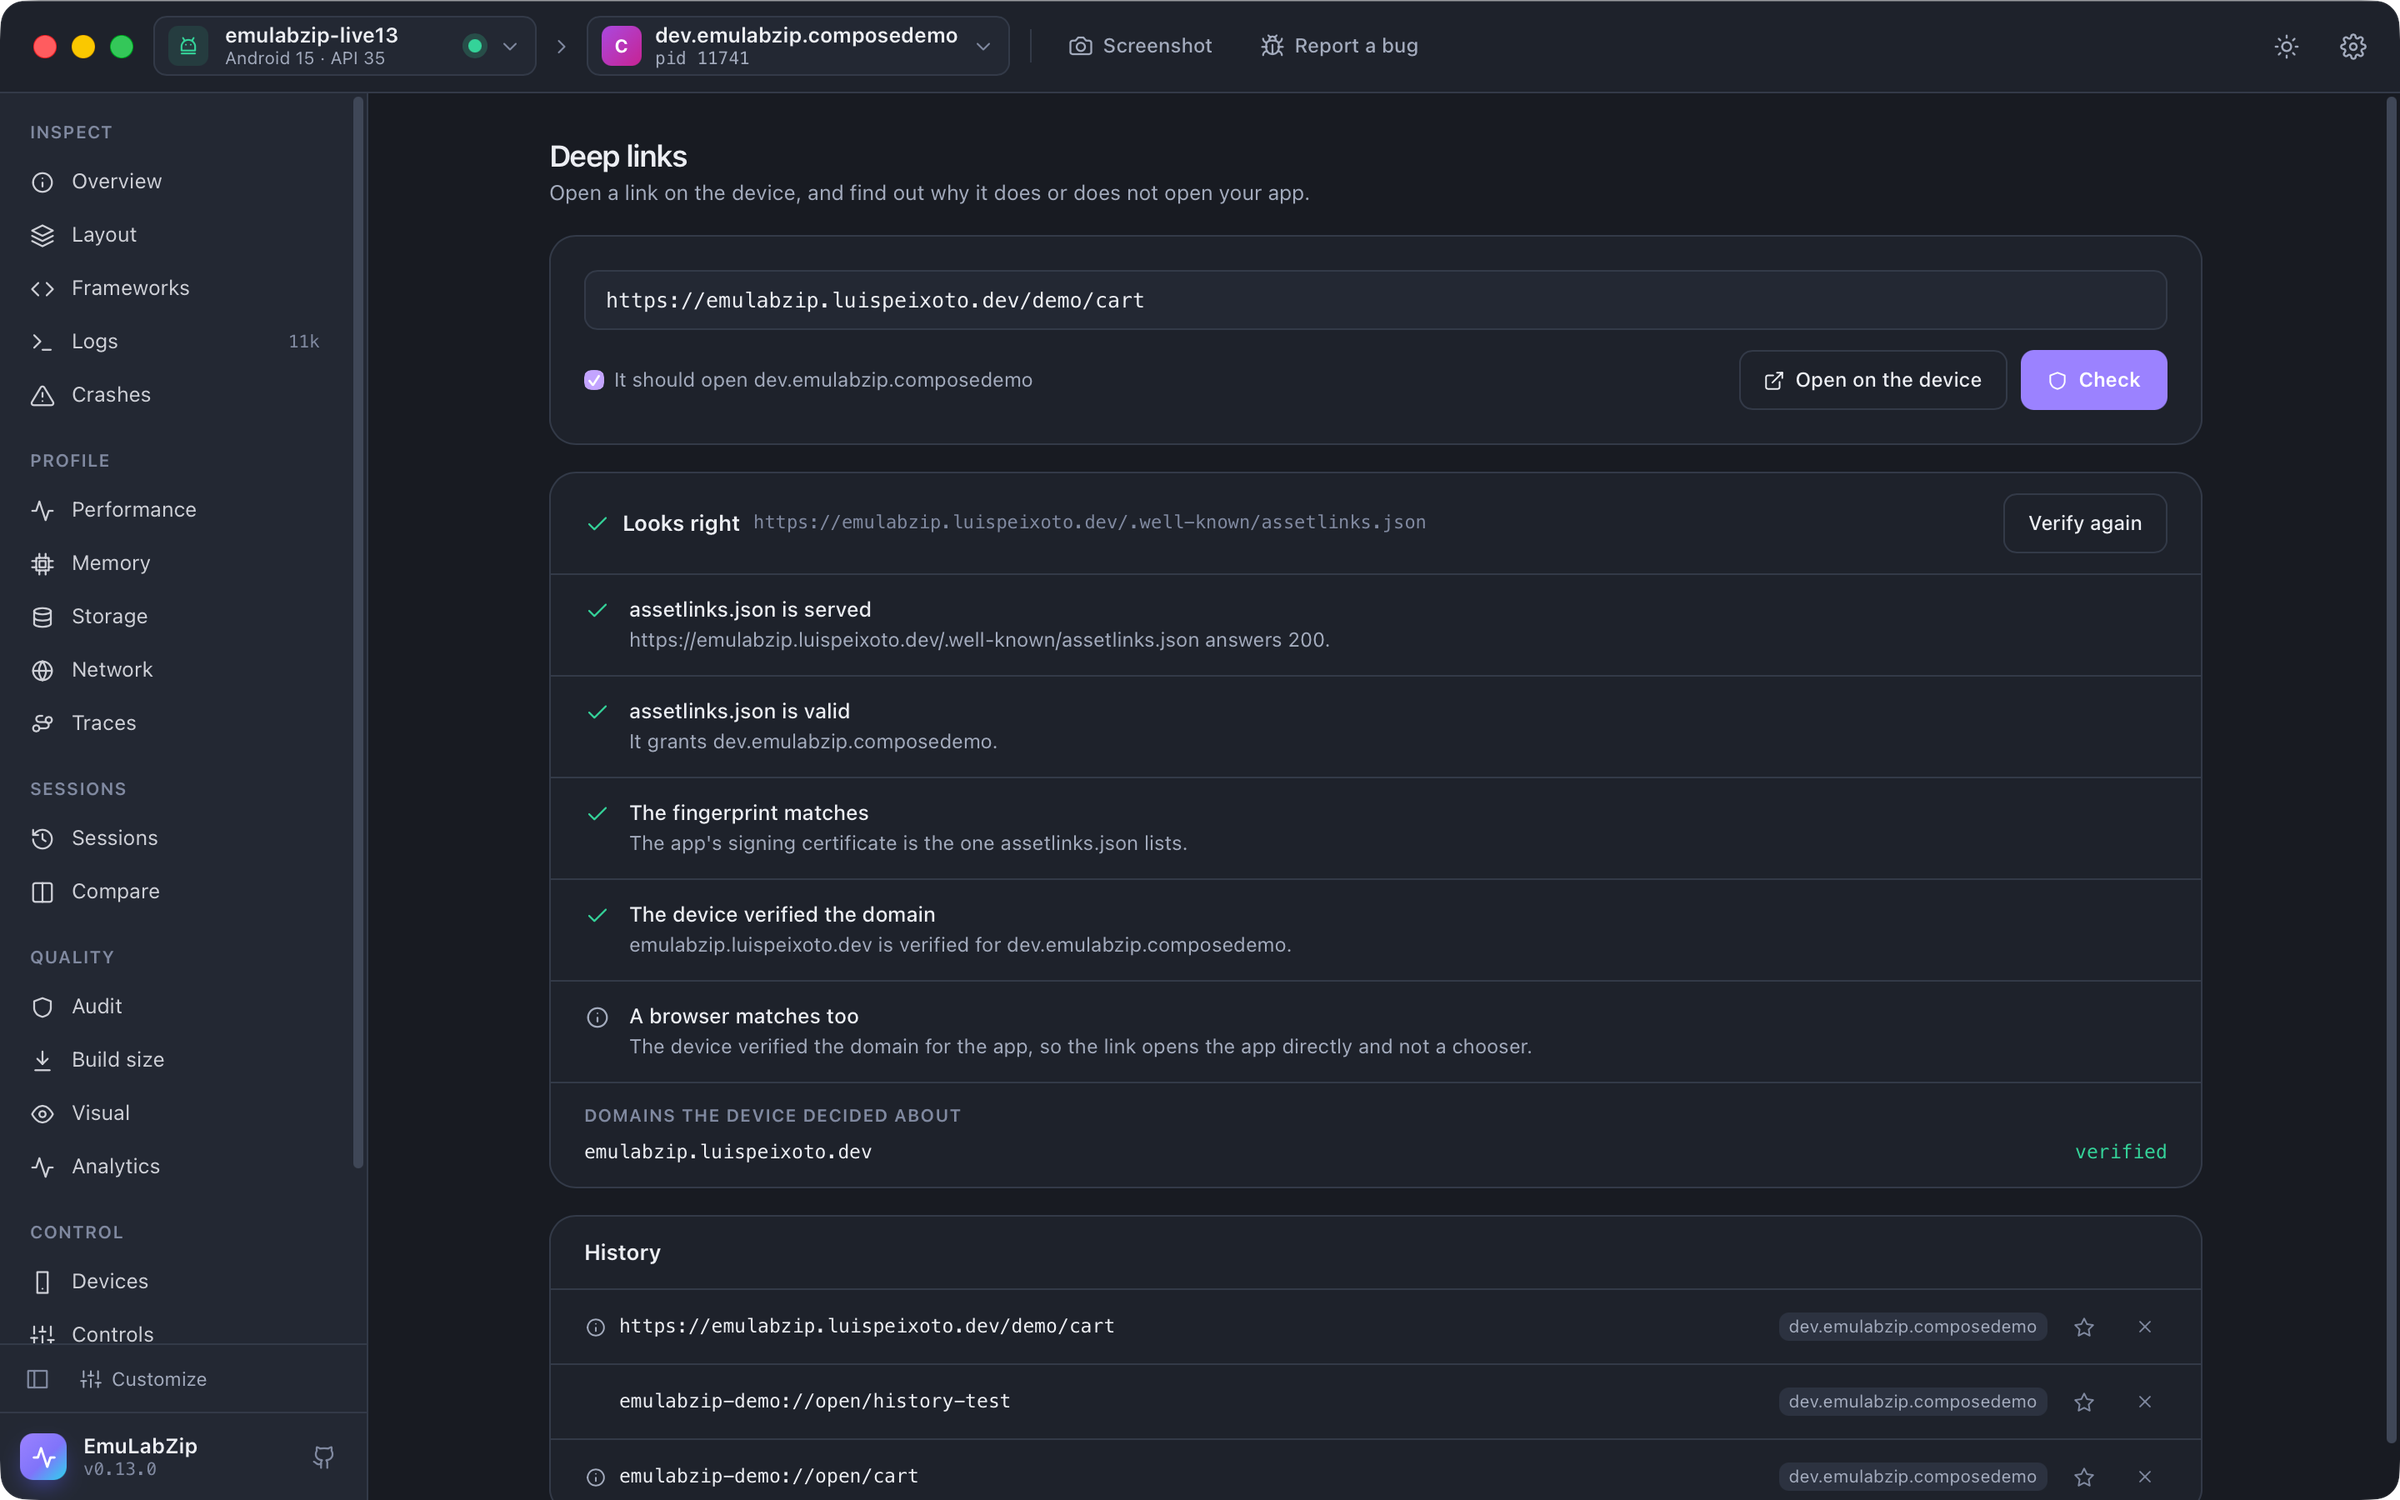 emulabzip-live13
Android 15 · API 35
C
dev.emulabzip.composedemo
pid 11741
Screenshot
Report a bug
INSPECT
Overview
Layout
Frameworks
Logs 11k
Crashes
PROFILE
Performance
Memory
Storage
Network
Traces
SESSIONS
Sessions
Compare
QUALITY
Audit
Build size
Visual
Analytics
CONTROL
Devices
Controls
Customize
EmuLabZip
v0.13.0
Deep links
Open a link on the device, and find out why it does or does not open your app.
https://emulabzip.luispeixoto.dev/demo/cart
It should open dev.emulabzip.composedemo
Open on the device
Check
Looks right https://emulabzip.luispeixoto.dev/.well-known/assetlinks.json
Verify again
assetlinks.json is served
https://emulabzip.luispeixoto.dev/.well-known/assetlinks.json answers 200.
assetlinks.json is valid
It grants dev.emulabzip.composedemo.
The fingerprint matches
The app's signing certificate is the one assetlinks.json lists.
The device verified the domain
emulabzip.luispeixoto.dev is verified for dev.emulabzip.composedemo.
A browser matches too
The device verified the domain for the app, so the link opens the app directly and not a chooser.
DOMAINS THE DEVICE DECIDED ABOUT
emulabzip.luispeixoto.dev verified
History
https://emulabzip.luispeixoto.dev/demo/cart dev.emulabzip.composedemo
emulabzip-demo://open/history-test dev.emulabzip.composedemo
emulabzip-demo://open/cart dev.emulabzip.composedemo